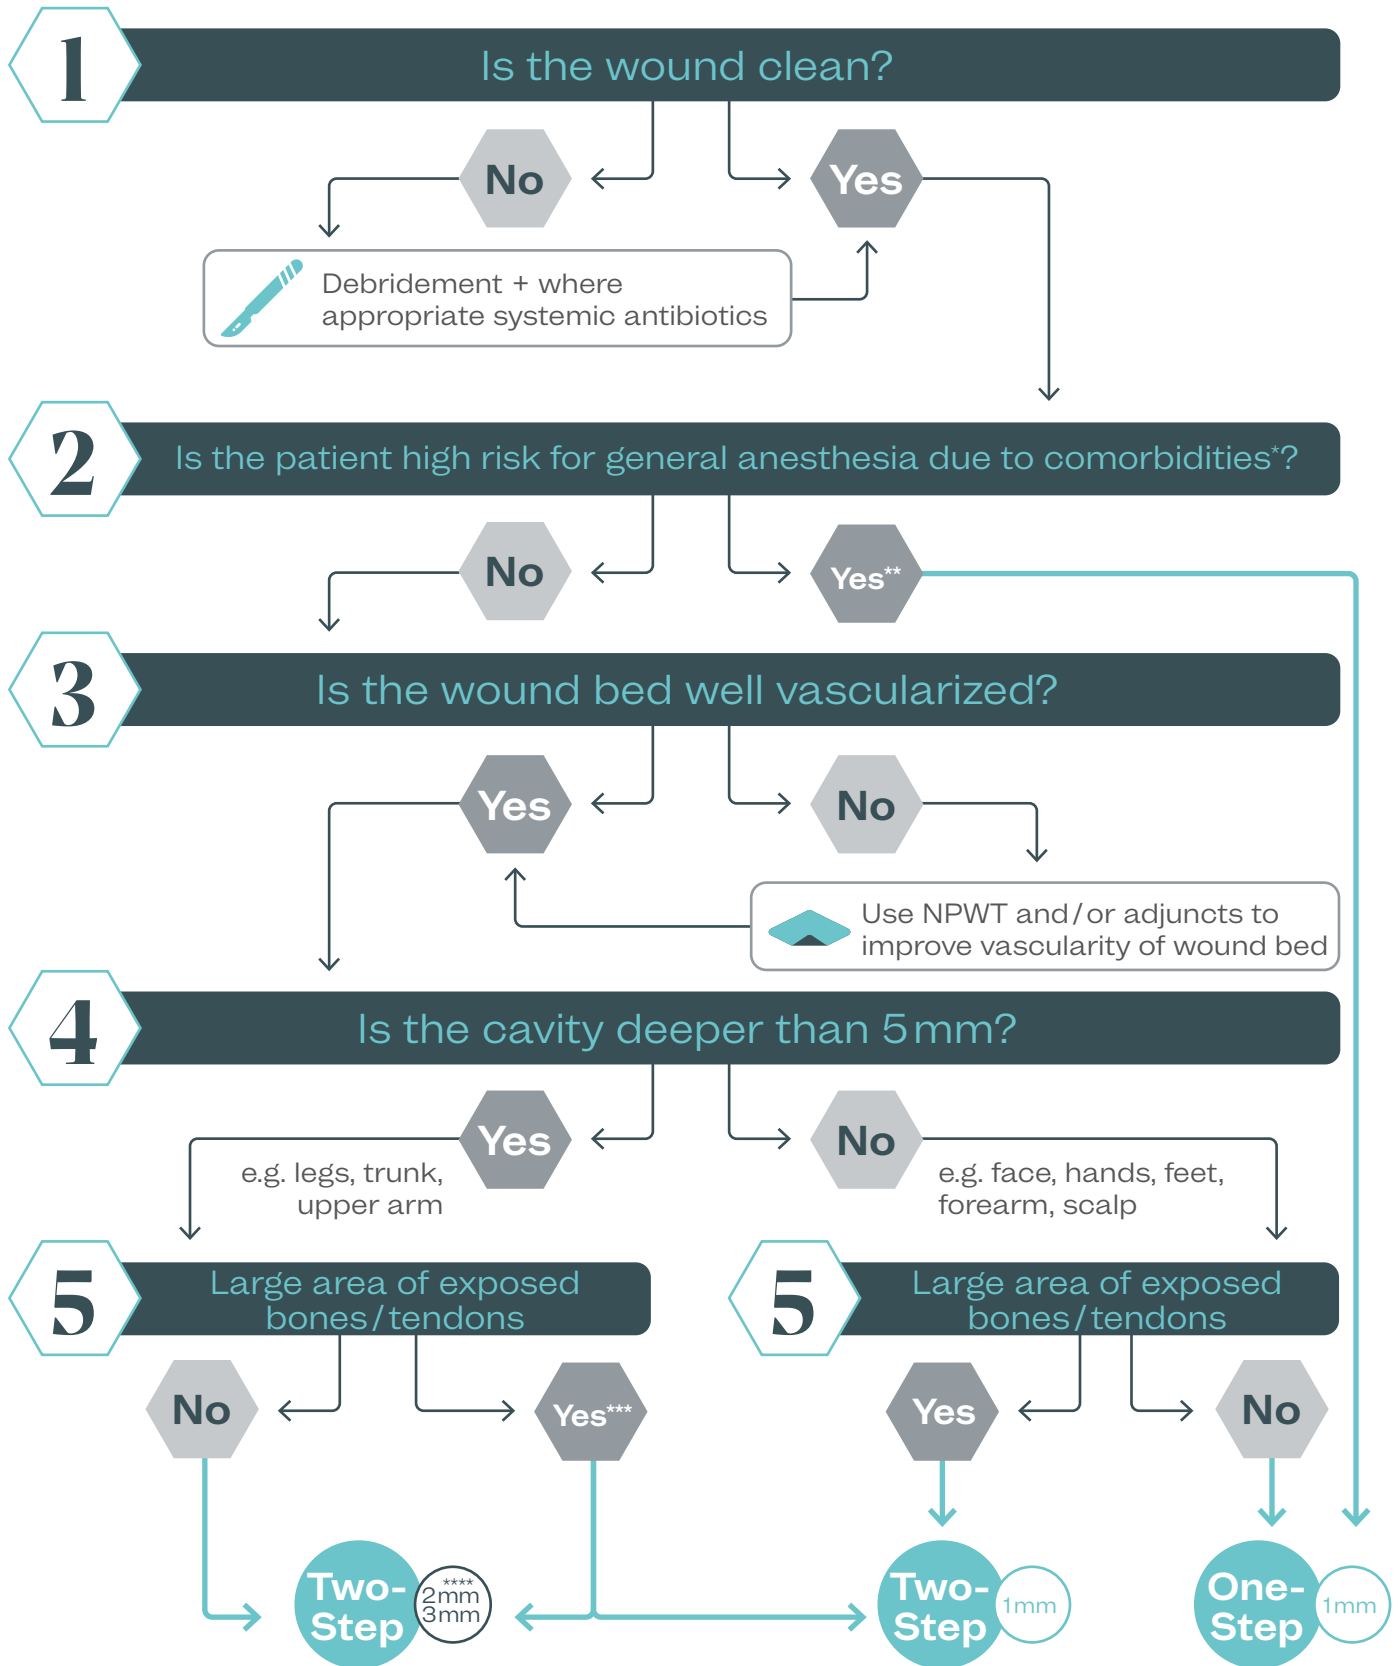 1
Is the wound clean?
No
Yes
Debridement + where
appropriate systemic antibiotics
2
Is the patient high risk for general anesthesia due to comorbidities*?
No
Yes**
3
Is the wound bed well vascularized?
Yes
No
Use NPWT and/or adjuncts to
improve vascularity of wound bed
4
Is the cavity deeper than 5 mm?
Yes
No
e.g. legs, trunk,
upper arm
e.g. face, hands, feet,
forearm, scalp
5
Large area of exposed
bones/tendons
5
Large area of exposed
bones/tendons
No
Yes***
Yes
No
Two-
Step
****
2mm
3mm
Two-
Step
1mm
One-
Step
1mm